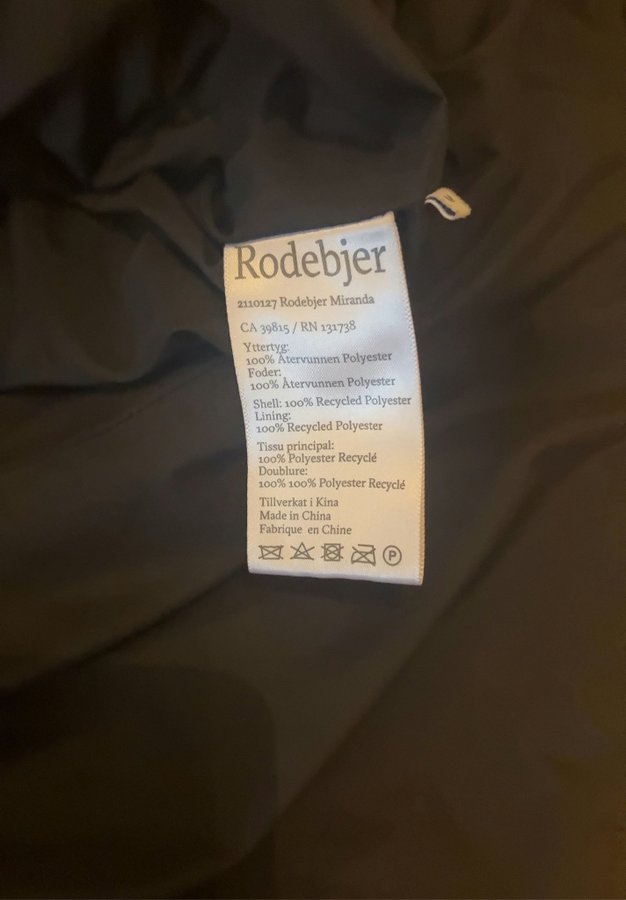 Rodebjer
2110127 Rodebjer Miranda
CA 39815 / RN 131738
Yttertyg:
100% Återvunnen Polyester
Foder:
100% Återvunnen Polyester
Shell: 100% Recycled Polyester
Lining:
100% Recycled Polyester
Tissu principal:
100% Polyester Recyclé
Doublure:
100% 100% Polyester Recyclé
Tillverkat i Kina
Made in China
Fabrique en Chine
P